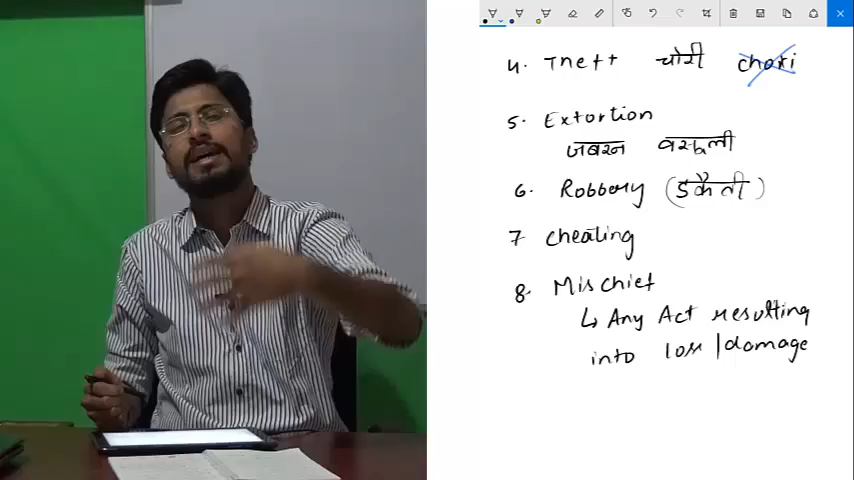 4. Theft चोरी chori
5. Extortion
जबरन वसूली
6. Robbery (डकैती)
7 Cheating
8. Mischief
↳ Any Act resulting
into loss/damage